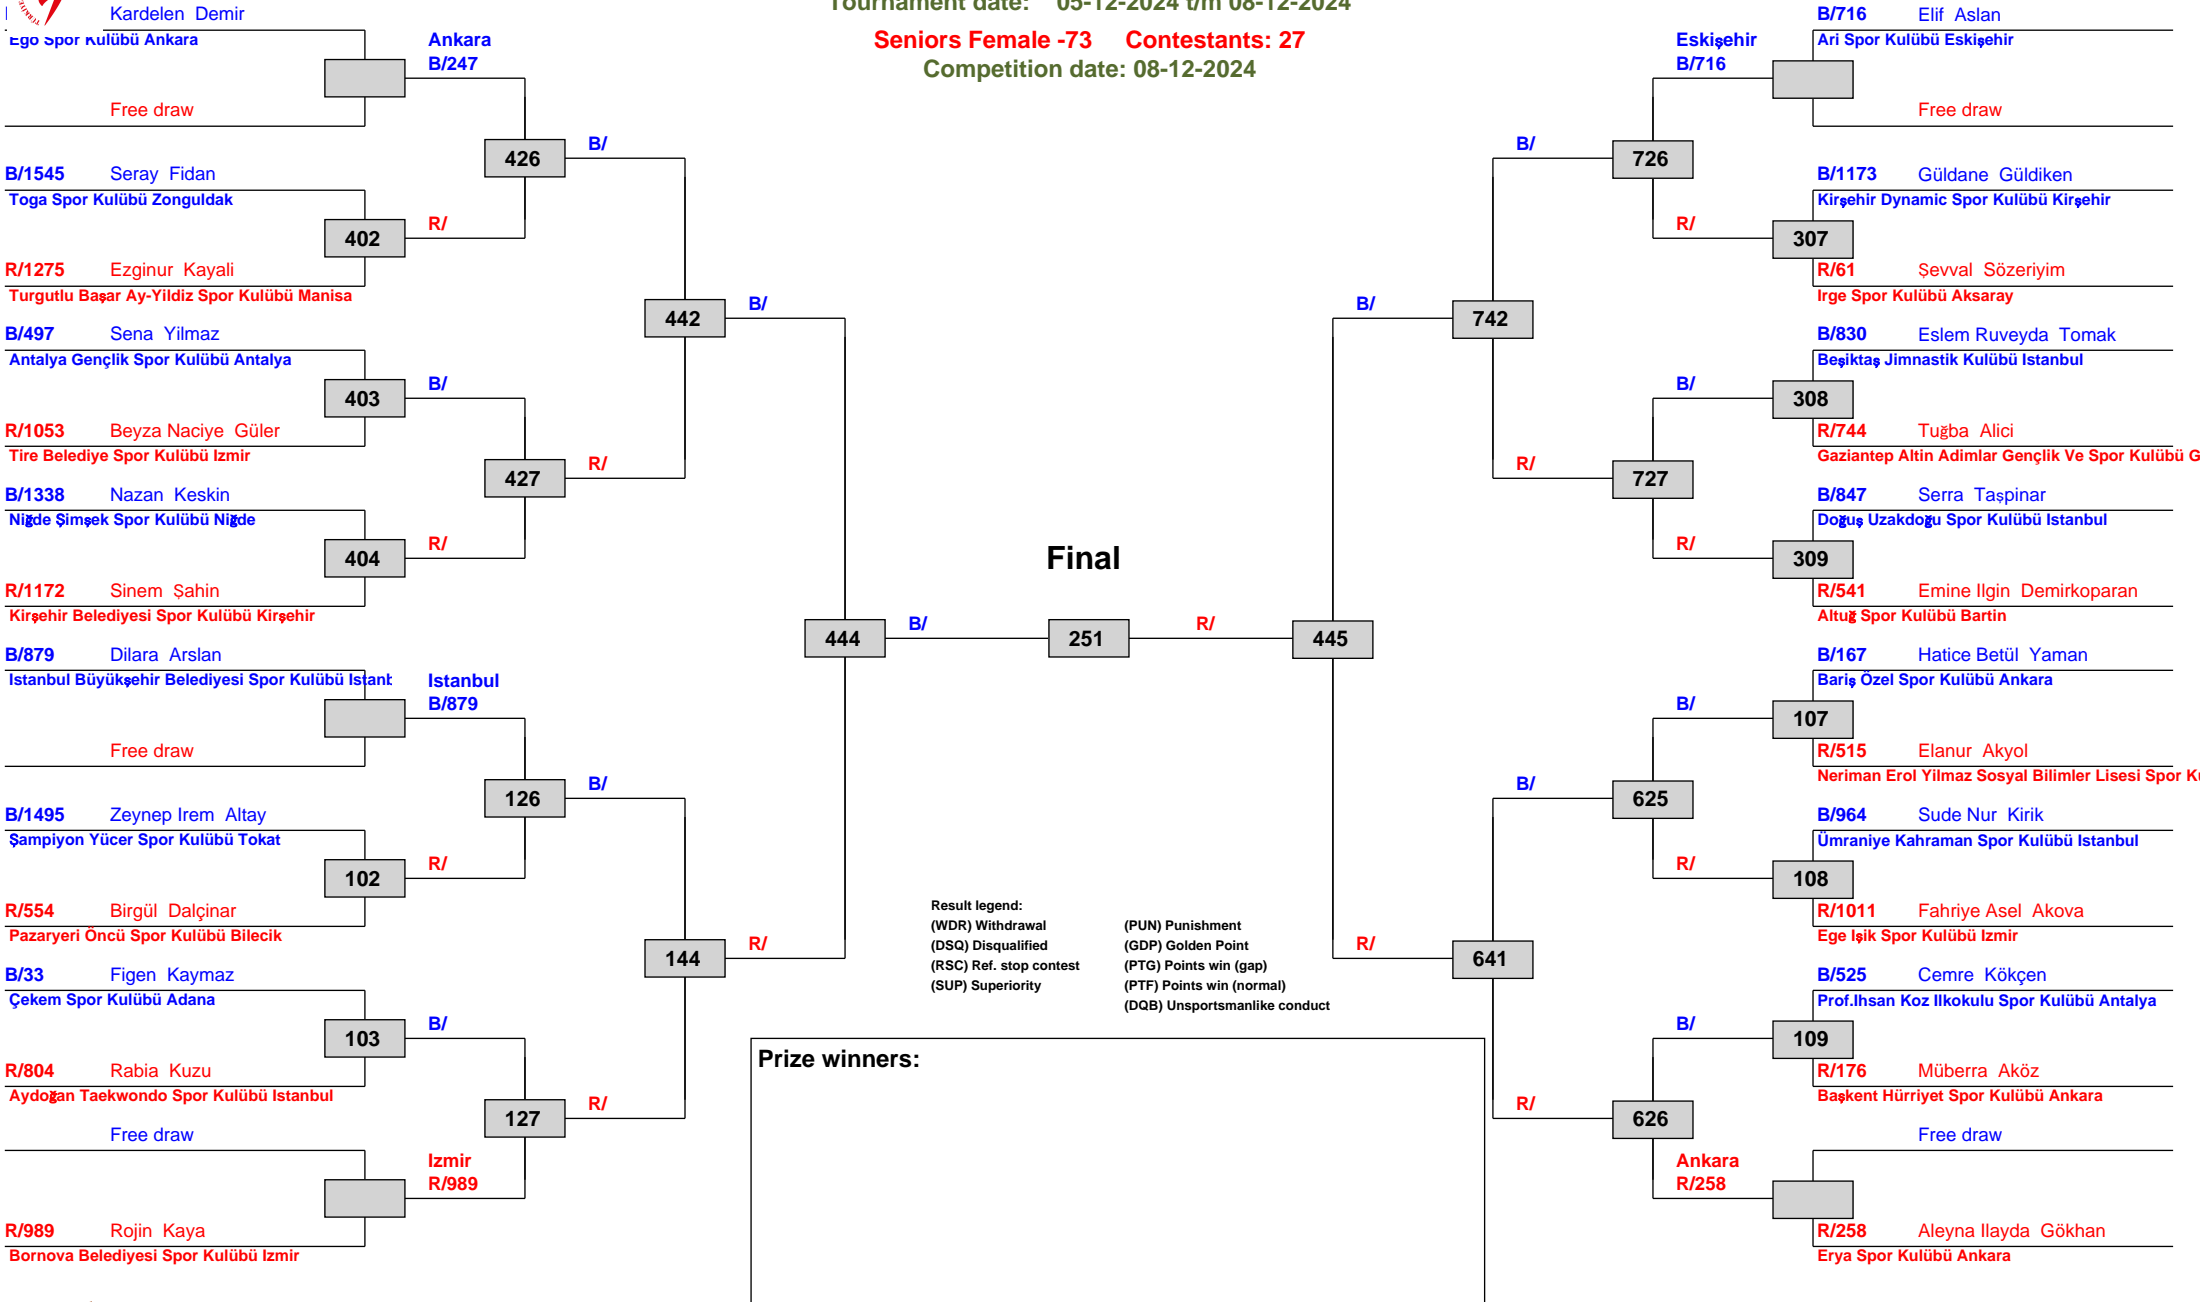 Tournament date: 05-12-2024 t/m 08-12-2024
Seniors Female -73 Contestants: 27
Competition date: 08-12-2024
Kardelen Demir
Ego Spor Kulübü Ankara
Free draw
Ankara
B/247
B/1545 Seray Fidan
Toga Spor Kulübü Zonguldak
402
R/1275 Ezginur Kayali
Turgutlu Başar Ay-Yildiz Spor Kulübü Manisa
R/
426
B/
B/497 Sena Yilmaz
Antalya Gençlik Spor Kulübü Antalya
403
R/1053 Beyza Naciye Güler
Tire Belediye Spor Kulübü Izmir
B/
B/1338 Nazan Keskin
Niğde Şimşek Spor Kulübü Niğde
404
R/1172 Sinem Şahin
Kirşehir Belediyesi Spor Kulübü Kirşehir
R/
427
R/
442
B/
B/879 Dilara Arslan
Istanbul Büyükşehir Belediyesi Spor Kulübü Istanb
Free draw
Istanbul
B/879
B/1495 Zeynep Irem Altay
Şampiyon Yücer Spor Kulübü Tokat
102
R/554 Birgül Dalçinar
Pazaryeri Öncü Spor Kulübü Bilecik
R/
126
B/
B/33 Figen Kaymaz
Çekem Spor Kulübü Adana
103
R/804 Rabia Kuzu
Aydoğan Taekwondo Spor Kulübü Istanbul
B/
Free draw
R/989 Rojin Kaya
Bornova Belediyesi Spor Kulübü Izmir
Izmir
R/989
127
R/
144
R/
444
B/
Final
251
R/
445
B/716 Elif Aslan
Ari Spor Kulübü Eskişehir
Free draw
Eskişehir
B/716
B/1173 Güldane Güldiken
Kirşehir Dynamic Spor Kulübü Kirşehir
307
R/61 Şevval Sözeriyim
Irge Spor Kulübü Aksaray
R/
726
B/
B/830 Eslem Ruveyda Tomak
Beşiktaş Jimnastik Kulübü Istanbul
308
R/744 Tuğba Alici
Gaziantep Altin Adimlar Gençlik Ve Spor Kulübü G
B/
B/847 Serra Taşpinar
Doğuş Uzakdoğu Spor Kulübü Istanbul
309
R/541 Emine Ilgin Demirkoparan
Altuğ Spor Kulübü Bartin
R/
727
R/
742
B/
B/167 Hatice Betül Yaman
Bariş Özel Spor Kulübü Ankara
107
R/515 Elanur Akyol
Neriman Erol Yilmaz Sosyal Bilimler Lisesi Spor Ku
B/
B/964 Sude Nur Kirik
Ümraniye Kahraman Spor Kulübü Istanbul
108
R/1011 Fahriye Asel Akova
Ege Işik Spor Kulübü Izmir
R/
625
B/
B/525 Cemre Kökçen
Prof.Ihsan Koz Ilkokulu Spor Kulübü Antalya
109
R/176 Müberra Aköz
Başkent Hürriyet Spor Kulübü Ankara
B/
Free draw
R/258 Aleyna Ilayda Gökhan
Erya Spor Kulübü Ankara
Ankara
R/258
626
R/
641
R/
Result legend:
(WDR) Withdrawal (PUN) Punishment
(DSQ) Disqualified (GDP) Golden Point
(RSC) Ref. stop contest (PTG) Points win (gap)
(SUP) Superiority (PTF) Points win (normal)
(DQB) Unsportsmanlike conduct
Prize winners: